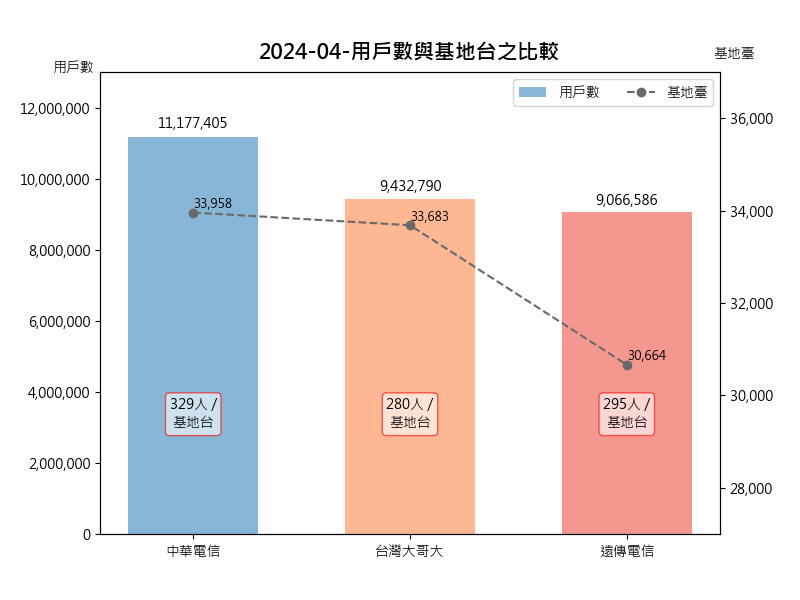 2024-04-用戶數與基地台之比較
用戶數
基地臺
用戶數
基地臺
12,000,000
10,000,000
8,000,000
6,000,000
4,000,000
2,000,000
0
36,000
34,000
32,000
30,000
28,000
11,177,405
9,432,790
9,066,586
33,958
33,683
30,664
329人 /
基地台
280人 /
基地台
295人 /
基地台
中華電信
台灣大哥大
遠傳電信